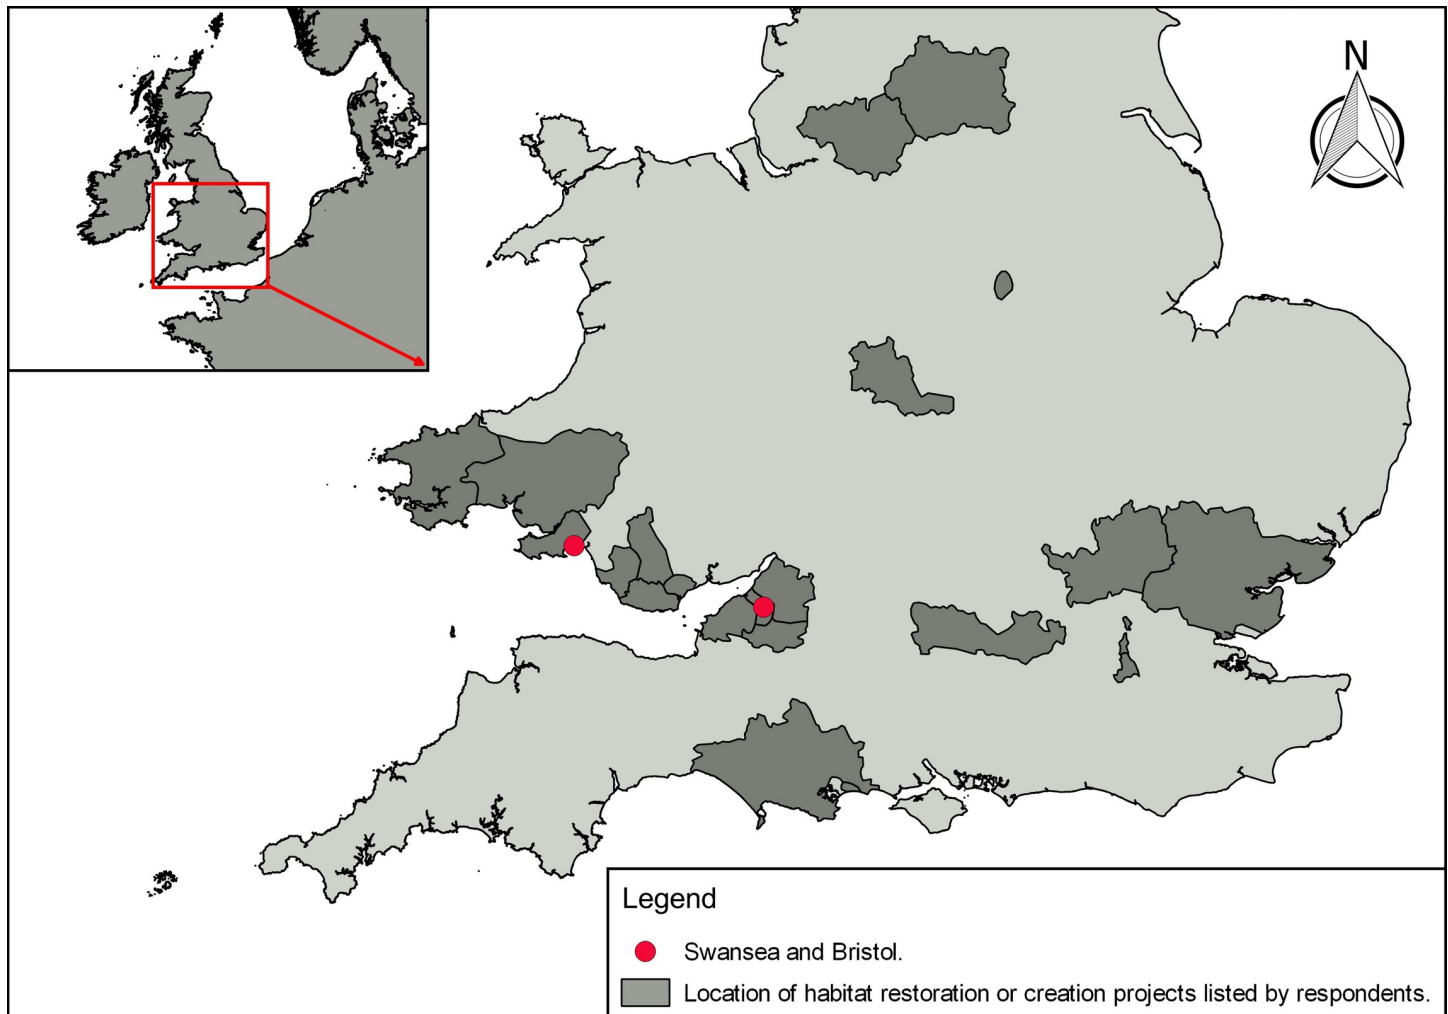 N
Legend
Swansea and Bristol.
Location of habitat restoration or creation projects listed by respondents.